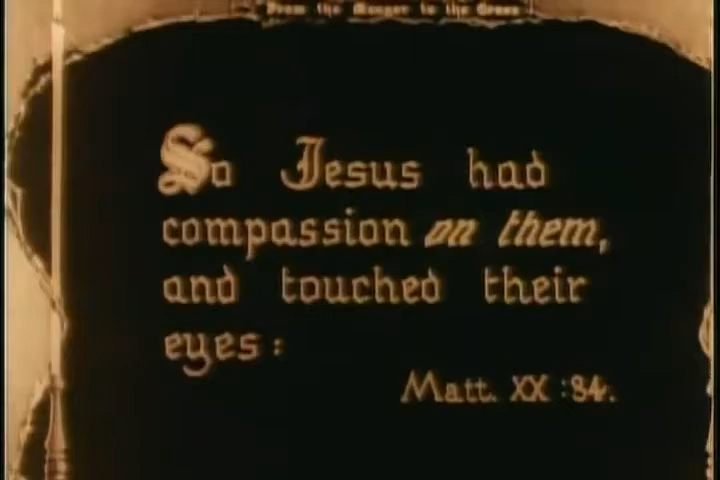 From the Manger to the Cross
So Jesus had
compassion on them,
and touched their
eyes:
Matt. XX :34.